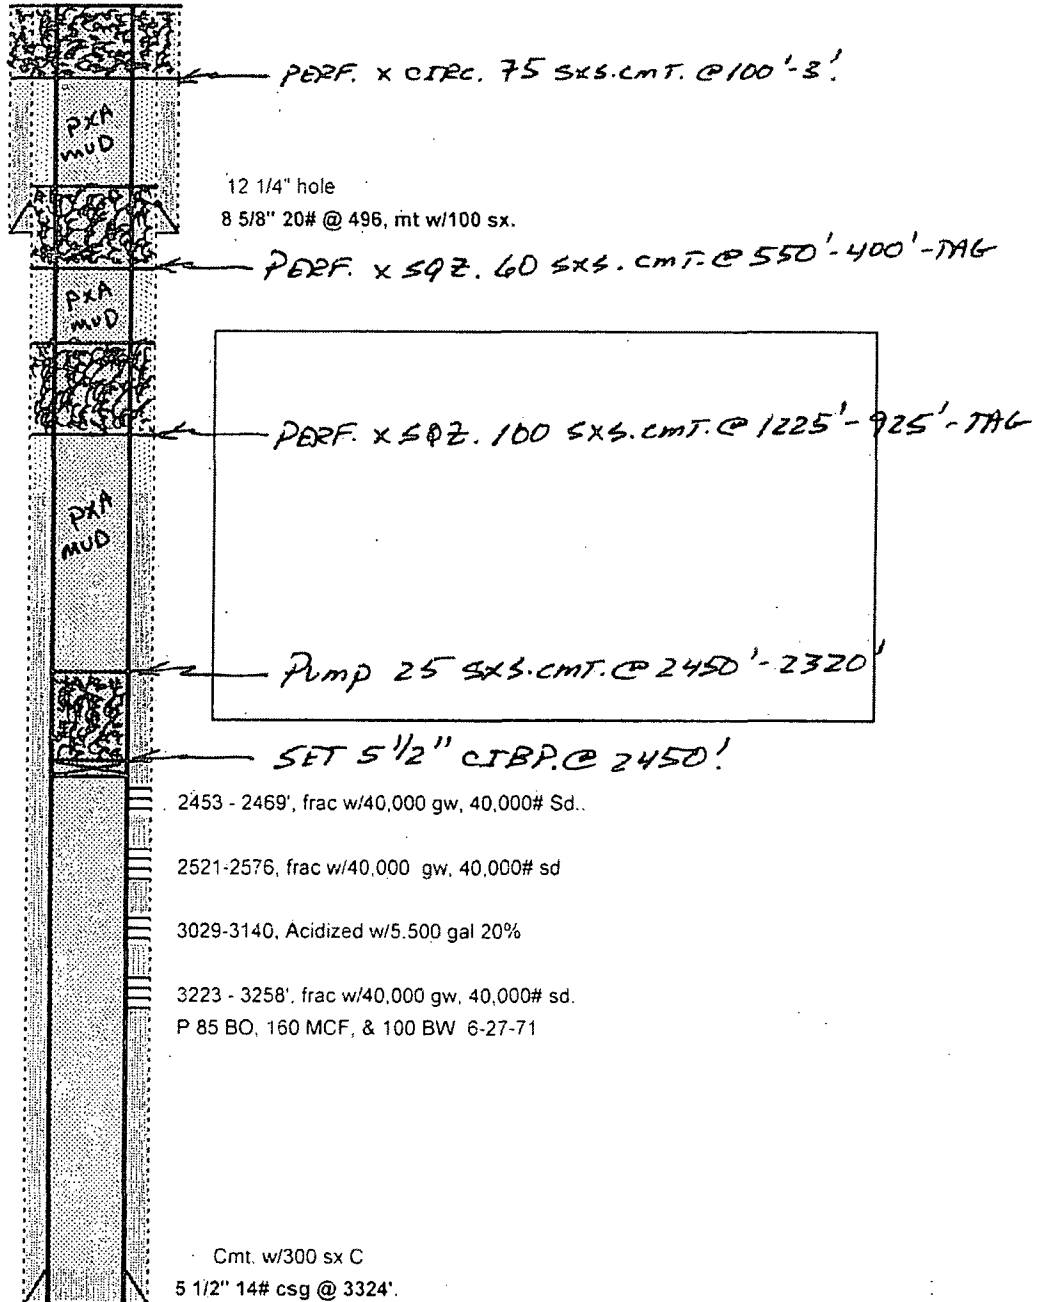 PERF. x CIRC. 75 SXS.CMT. @ 100'-3'.
PXA
MUD
12 1/4" hole
8 5/8" 20# @ 496, mt w/100 sx.
PERF. x SQZ. 60 SXS. CMT. @ 550'-400'-TAG
PXA
MUD
PERF. x SQZ. 100 SXS. CMT. @ 1225'-925'-TAG
PXA
MUD
Pump 25 SXS.CMT. @ 2450'-2320'
SET 5 1/2" CIBP. @ 2450'.
2453 - 2469', frac w/40,000 gw, 40,000# Sd..
2521-2576, frac w/40,000 gw, 40,000# sd
3029-3140, Acidized w/5.500 gal 20%
3223 - 3258', frac w/40,000 gw, 40,000# sd.
P 85 BO, 160 MCF, & 100 BW 6-27-71
Cmt. w/300 sx C
5 1/2" 14# csg @ 3324'.